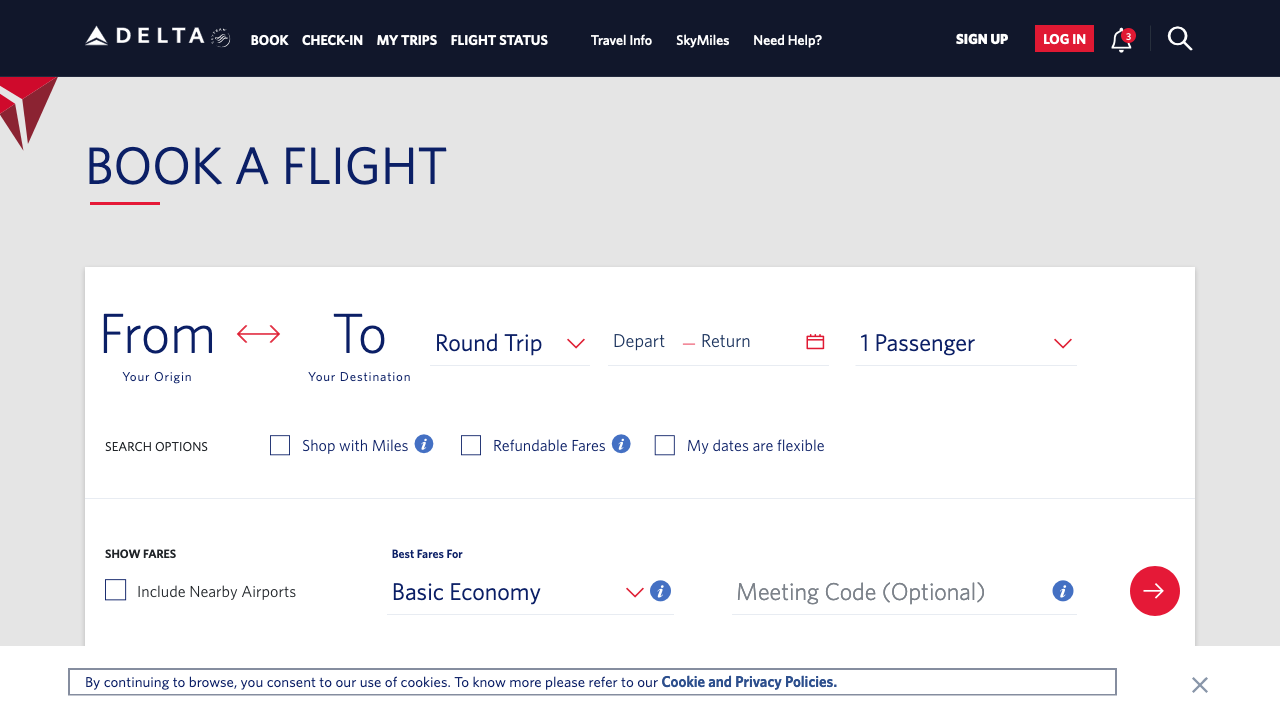 DELTA BOOK CHECK-IN MY TRIPS FLIGHT STATUS Travel Info SkyMiles Need Help? SIGN UP LOG IN 3
BOOK A FLIGHT
From To Round Trip Depart — Return 1 Passenger
Your Origin Your Destination
SEARCH OPTIONS Shop with Miles i Refundable Fares i My dates are flexible
SHOW FARES Best Fares For
Include Nearby Airports Basic Economy i Meeting Code (Optional) i
By continuing to browse, you consent to our use of cookies. To know more please refer to our Cookie and Privacy Policies.